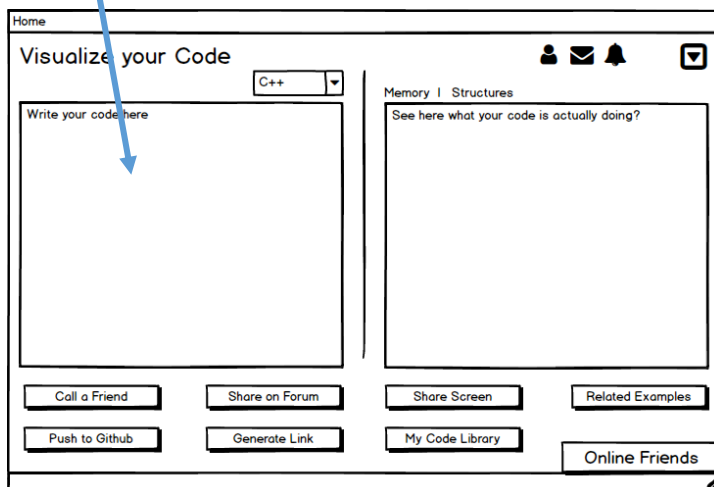 Home
Visualize your Code
C++
Memory | Structures
Write your code here
See here what your code is actually doing?
Call a Friend
Share on Forum
Share Screen
Related Examples
Push to Github
Generate Link
My Code Library
Online Friends